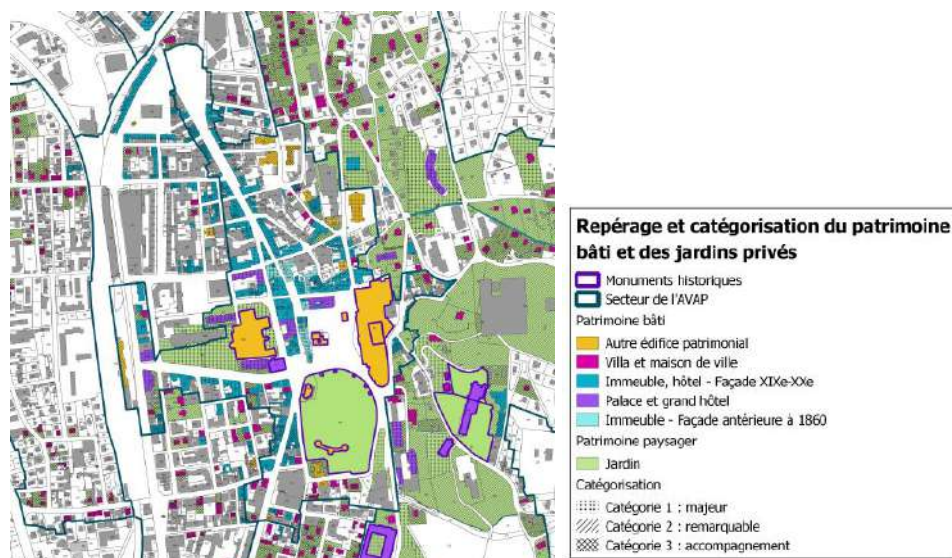 Repérage et catégorisation du patrimoine
bâti et des jardins privés
Monuments historiques
Secteur de l'AVAP
Patrimoine bâti
Autre édifice patrimonial
Villa et maison de ville
Immeuble, hôtel - Façade XIXe-XXe
Palace et grand hôtel
Immeuble - Façade antérieure à 1860
Patrimoine paysager
Jardin
Catégorisation
Catégorie 1 : majeur
Catégorie 2 : remarquable
Catégorie 3 : accompagnement